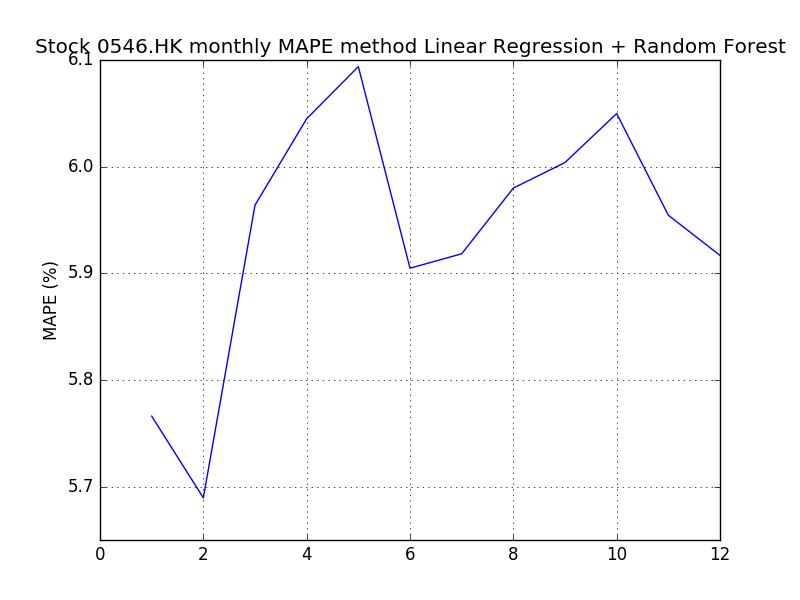 Stock 0546.HK monthly MAPE method Linear Regression + Random Forest
6.1
6.0
5.9
5.8
5.7
MAPE (%)
0 2 4 6 8 10 12